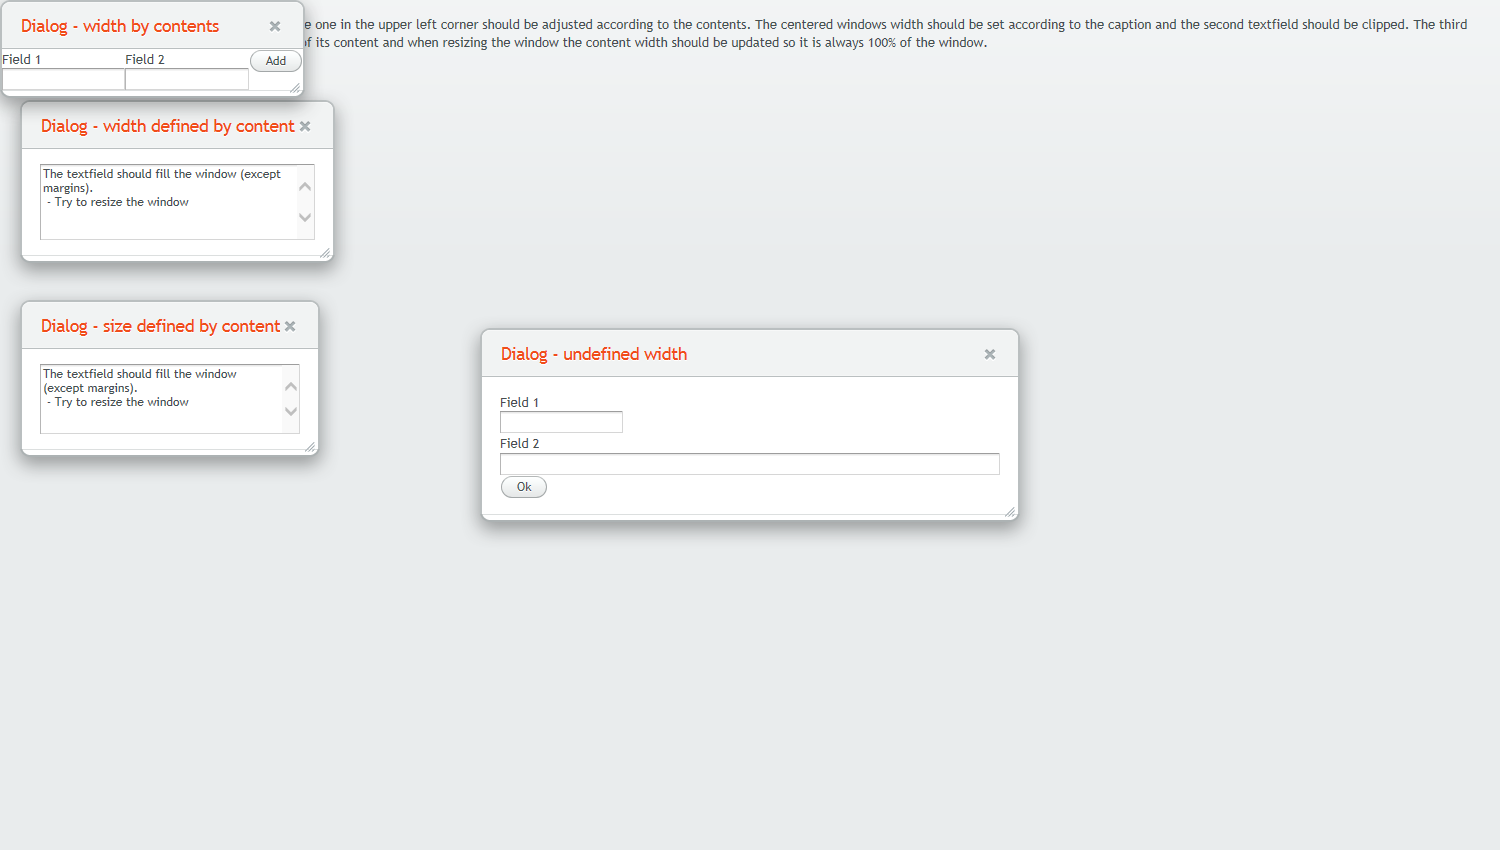 one in the upper left corner should be adjusted according to the contents. The centered windows width should be set according to the caption and the second textfield should be clipped. The third
of its content and when resizing the window the content width should be updated so it is always 100% of the window.
Dialog - width by contents
Field 1
Field 2
Add
Dialog - width defined by content
The textfield should fill the window (except
margins).
- Try to resize the window
Dialog - size defined by content
The textfield should fill the window
(except margins).
- Try to resize the window
Dialog - undefined width
Field 1
Field 2
Ok